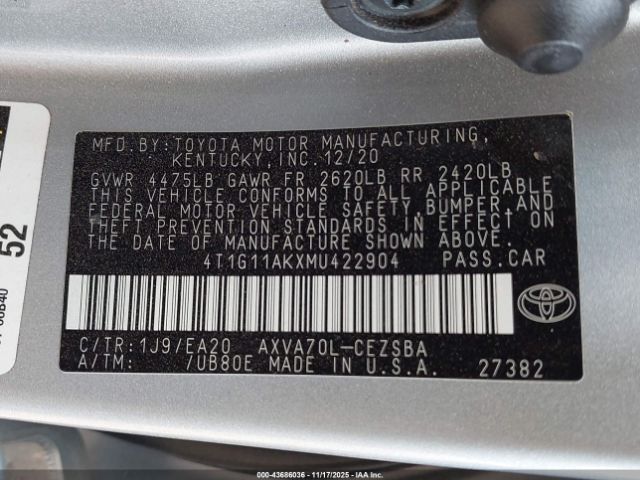 MFD. BY: TOYOTA MOTOR MANUFACTURING,
KENTUCKY, INC. 12/20
GVWR 4475LB GAWR FR 2620LB RR 2420LB
THIS VEHICLE CONFORMS TO ALL APPLICABLE
FEDERAL MOTOR VEHICLE SAFETY, BUMPER AND
THEFT PREVENTION STANDARDS IN EFFECT ON
THE DATE OF MANUFACTURE SHOWN ABOVE.
4T1G11AKXMU422904 PASS.CAR
C/TR: 1J9/EA20 AXVA70L-CEZSBA
A/TM: /UB80E MADE IN U.S.A. 27382
52
000-43686036 - 11/17/2025 - IAAI, Inc.